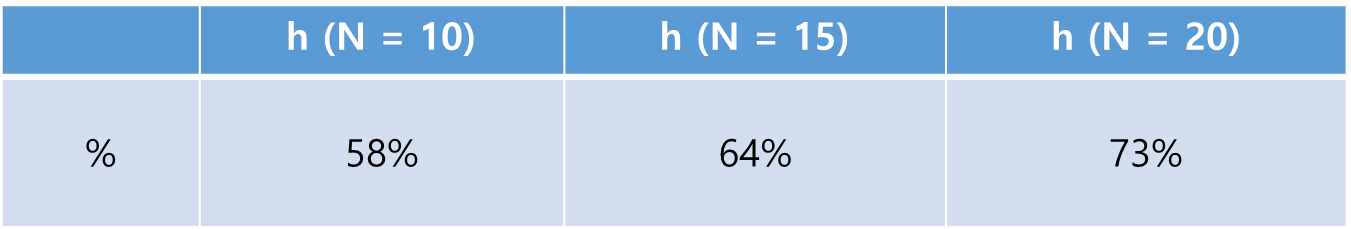 h (N = 10) h (N = 15) h (N = 20)
% 58% 64% 73%